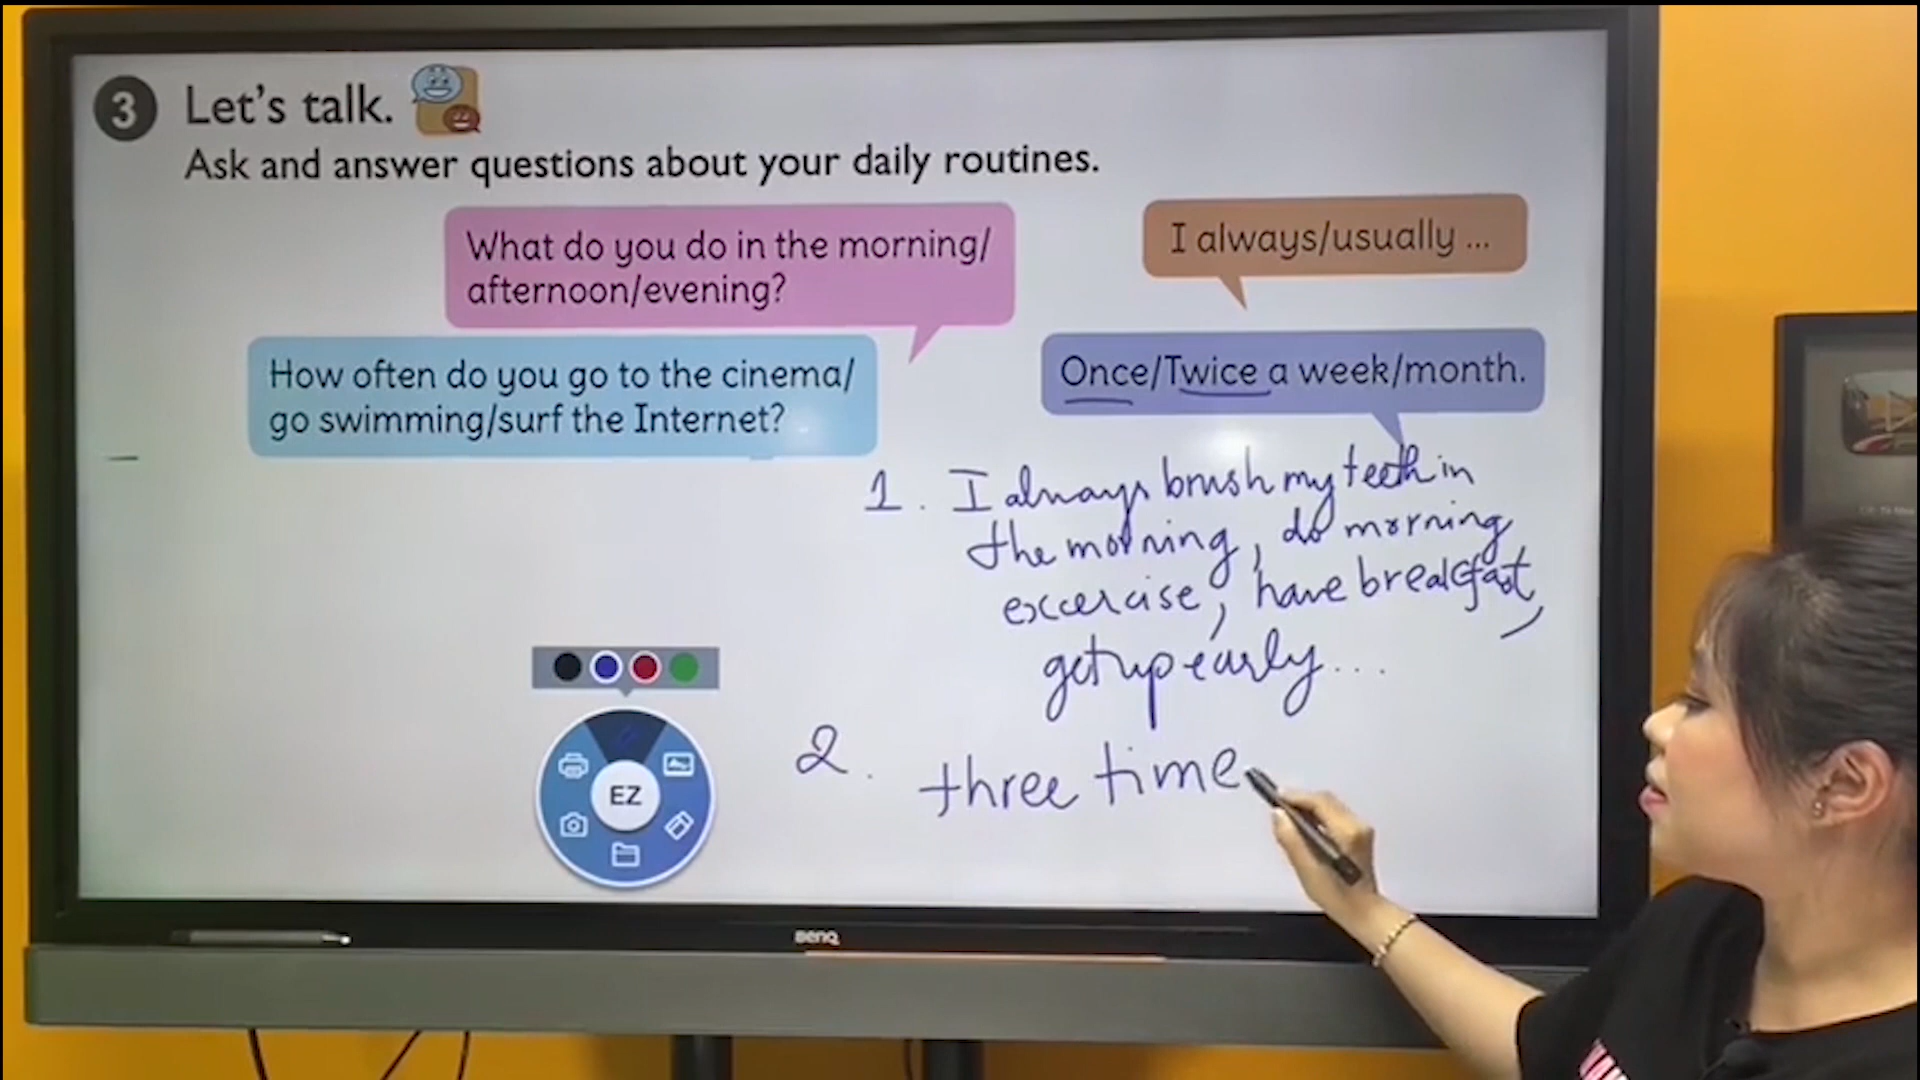 3 Let's talk.
Ask and answer questions about your daily routines.
What do you do in the morning/
afternoon/evening?
I always/usually ...
How often do you go to the cinema/
go swimming/surf the Internet?
Once/Twice a week/month.
1. I always brush my teeth in
the morning, do morning
excercise, have breakfast,
get up early...
2. three time
EZ
BenQ